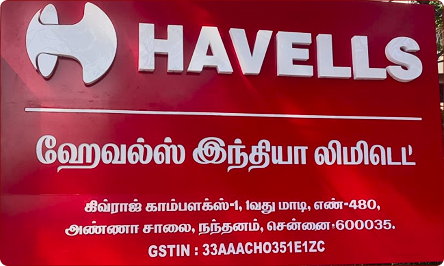 HAVELLS
ஹேவல்ஸ் இந்தியா லிமிடெட்
கிவ்ராஜ் காம்பளக்ஸ்-1, 1வது மாடி, எண்-480,
அண்ணா சாலை, நந்தனம், சென்னை-600035.
GSTIN : 33AAACH0351E1ZC